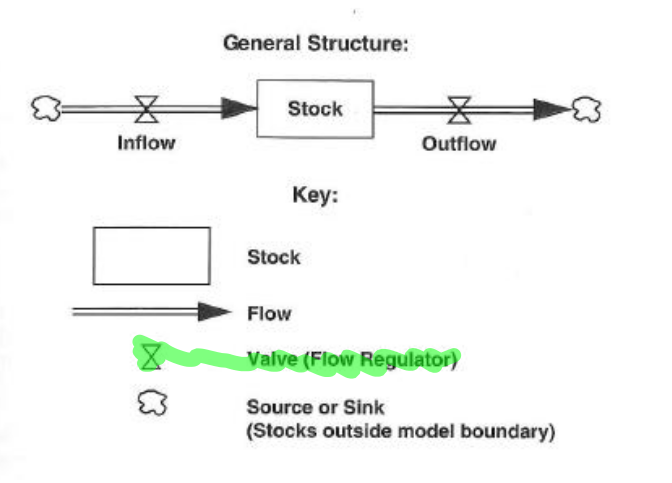 General Structure:
Stock
Inflow
Outflow
Key:
Stock
Flow
Valve (Flow Regulator)
Source or Sink
(Stocks outside model boundary)